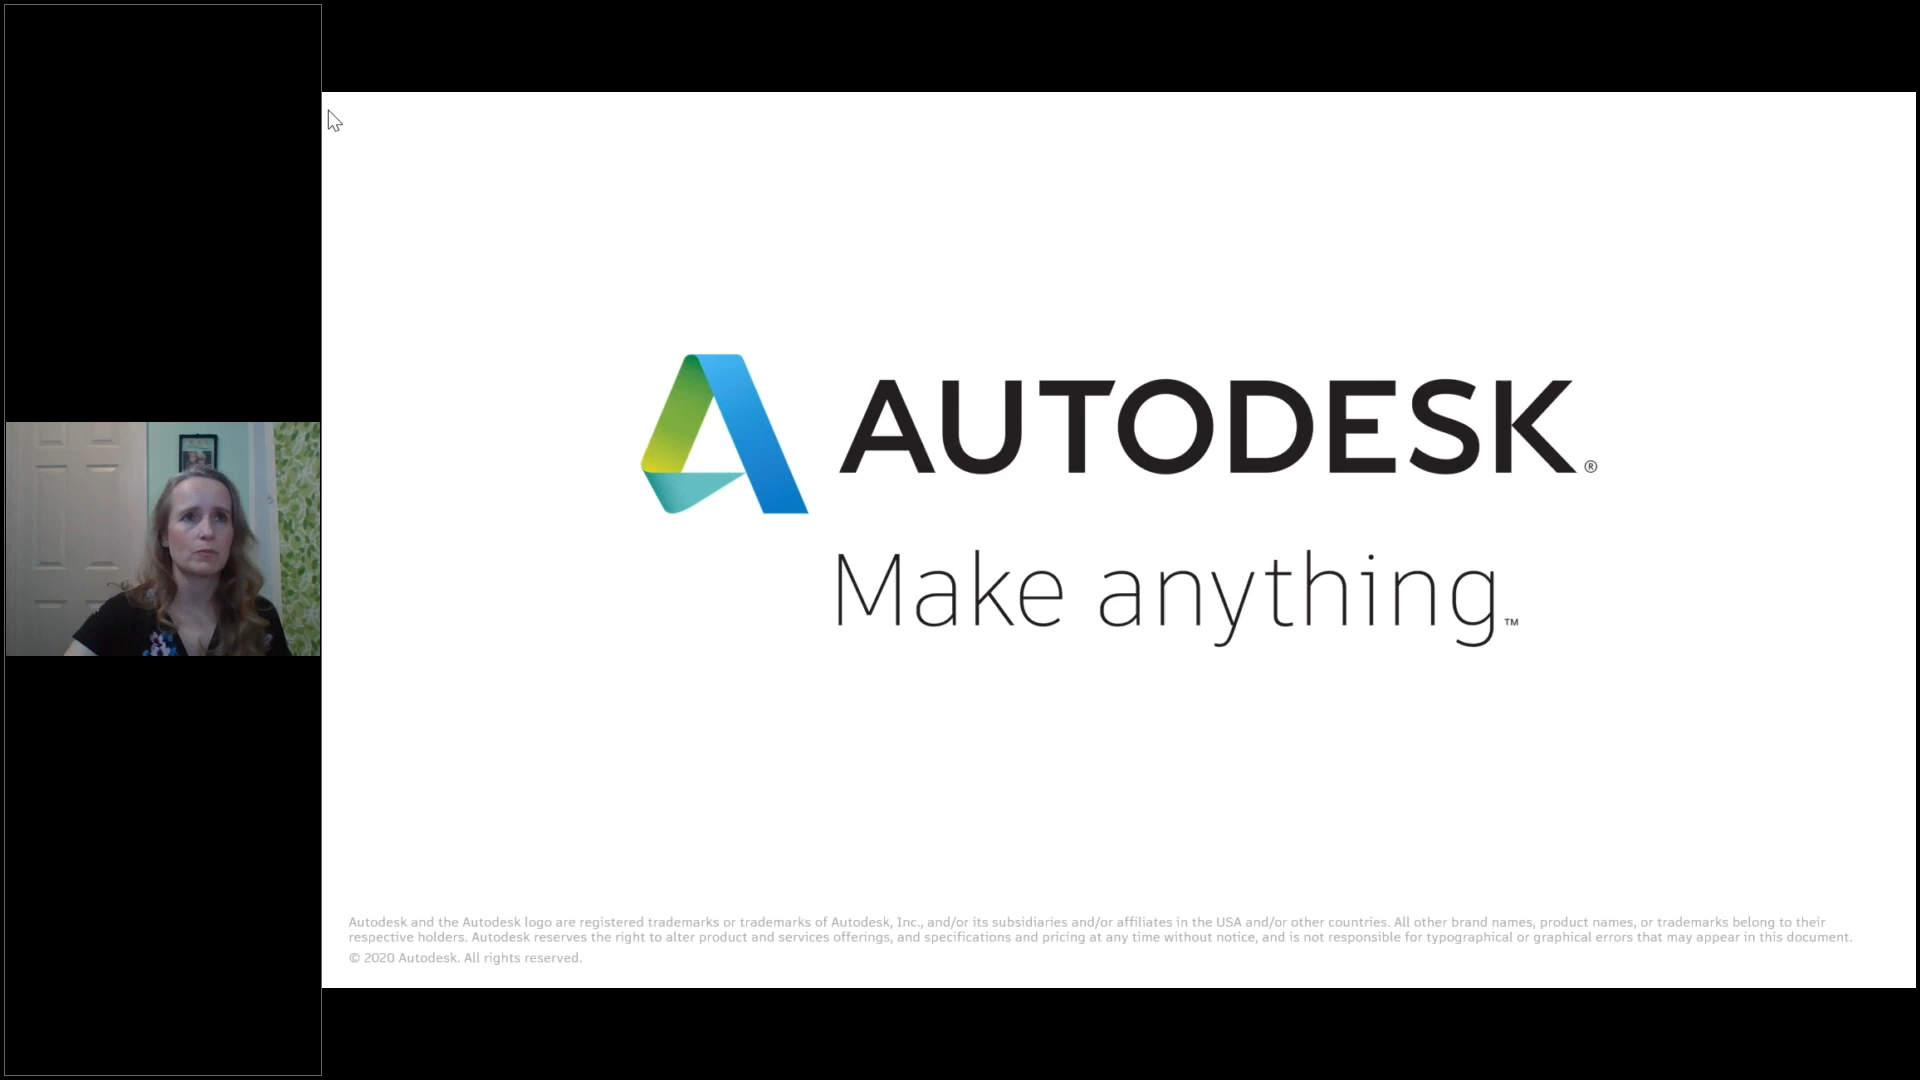 AUTODESK®
Make anything™
Autodesk and the Autodesk logo are registered trademarks or trademarks of Autodesk, Inc., and/or its subsidiaries and/or affiliates in the USA and/or other countries. All other brand names, product names, or trademarks belong to their
respective holders. Autodesk reserves the right to alter product and services offerings, and specifications and pricing at any time without notice, and is not responsible for typographical or graphical errors that may appear in this document.
© 2020 Autodesk. All rights reserved.